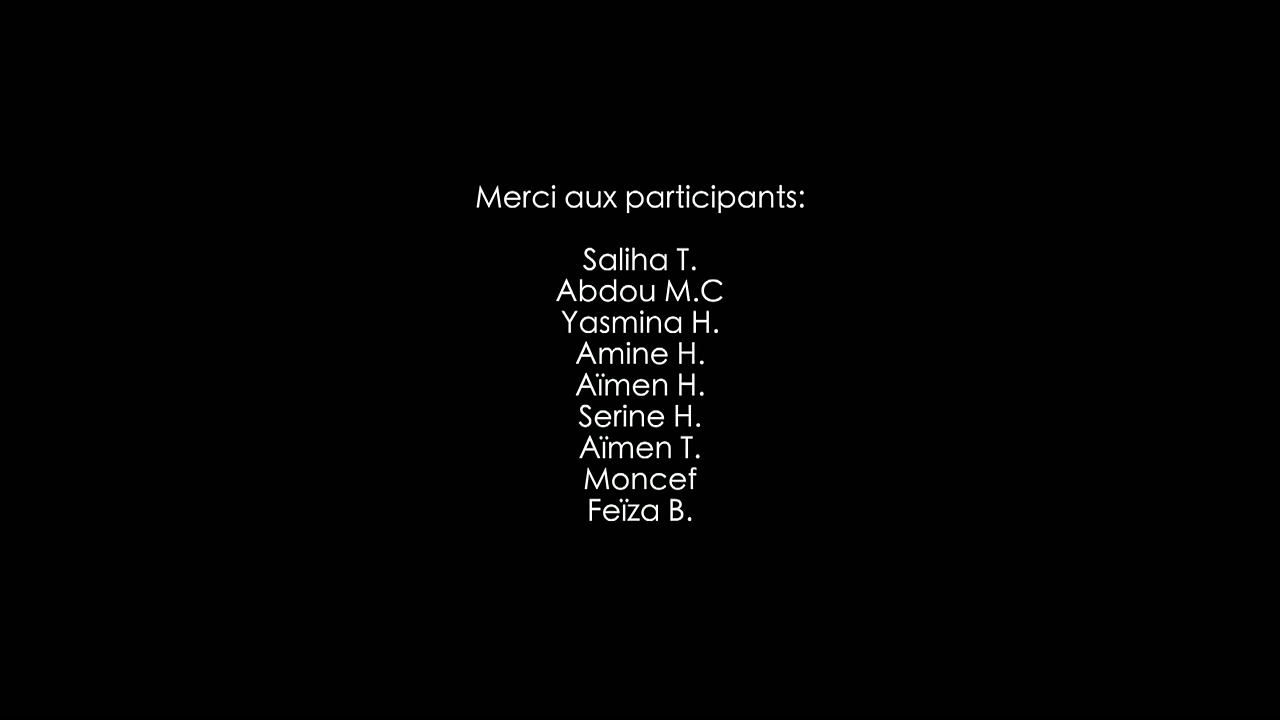 Merci aux participants:
Saliha T.
Abdou M.C
Yasmina H.
Amine H.
Aïmen H.
Serine H.
Aïmen T.
Moncef
Feïza B.